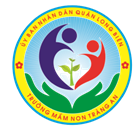 ỦY BAN NHÂN DÂN QUẬN LONG BIÊN
TRƯỜNG MẦM NON TRÀNG AN